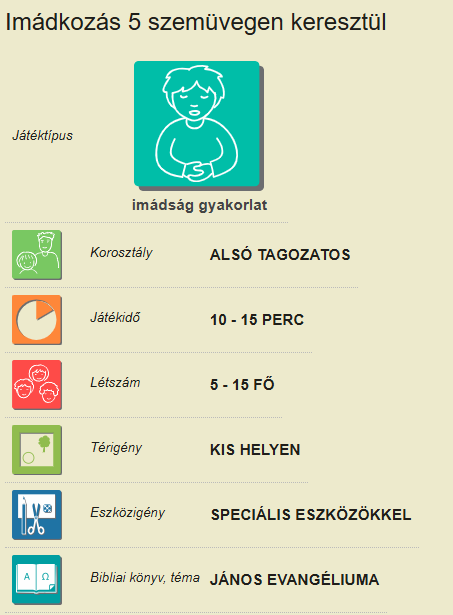 Imádkozás 5 szemüvegen keresztül
Játéktípus
imádság gyakorlat
Korosztály ALSÓ TAGOZATOS
Játékidő 10 - 15 PERC
Létszám 5 - 15 FŐ
Térigény KIS HELYEN
Eszközigény SPECIÁLIS ESZKÖZÖKKEL
A Ω
Bibliai könyv, téma JÁNOS EVANGÉLIUMA